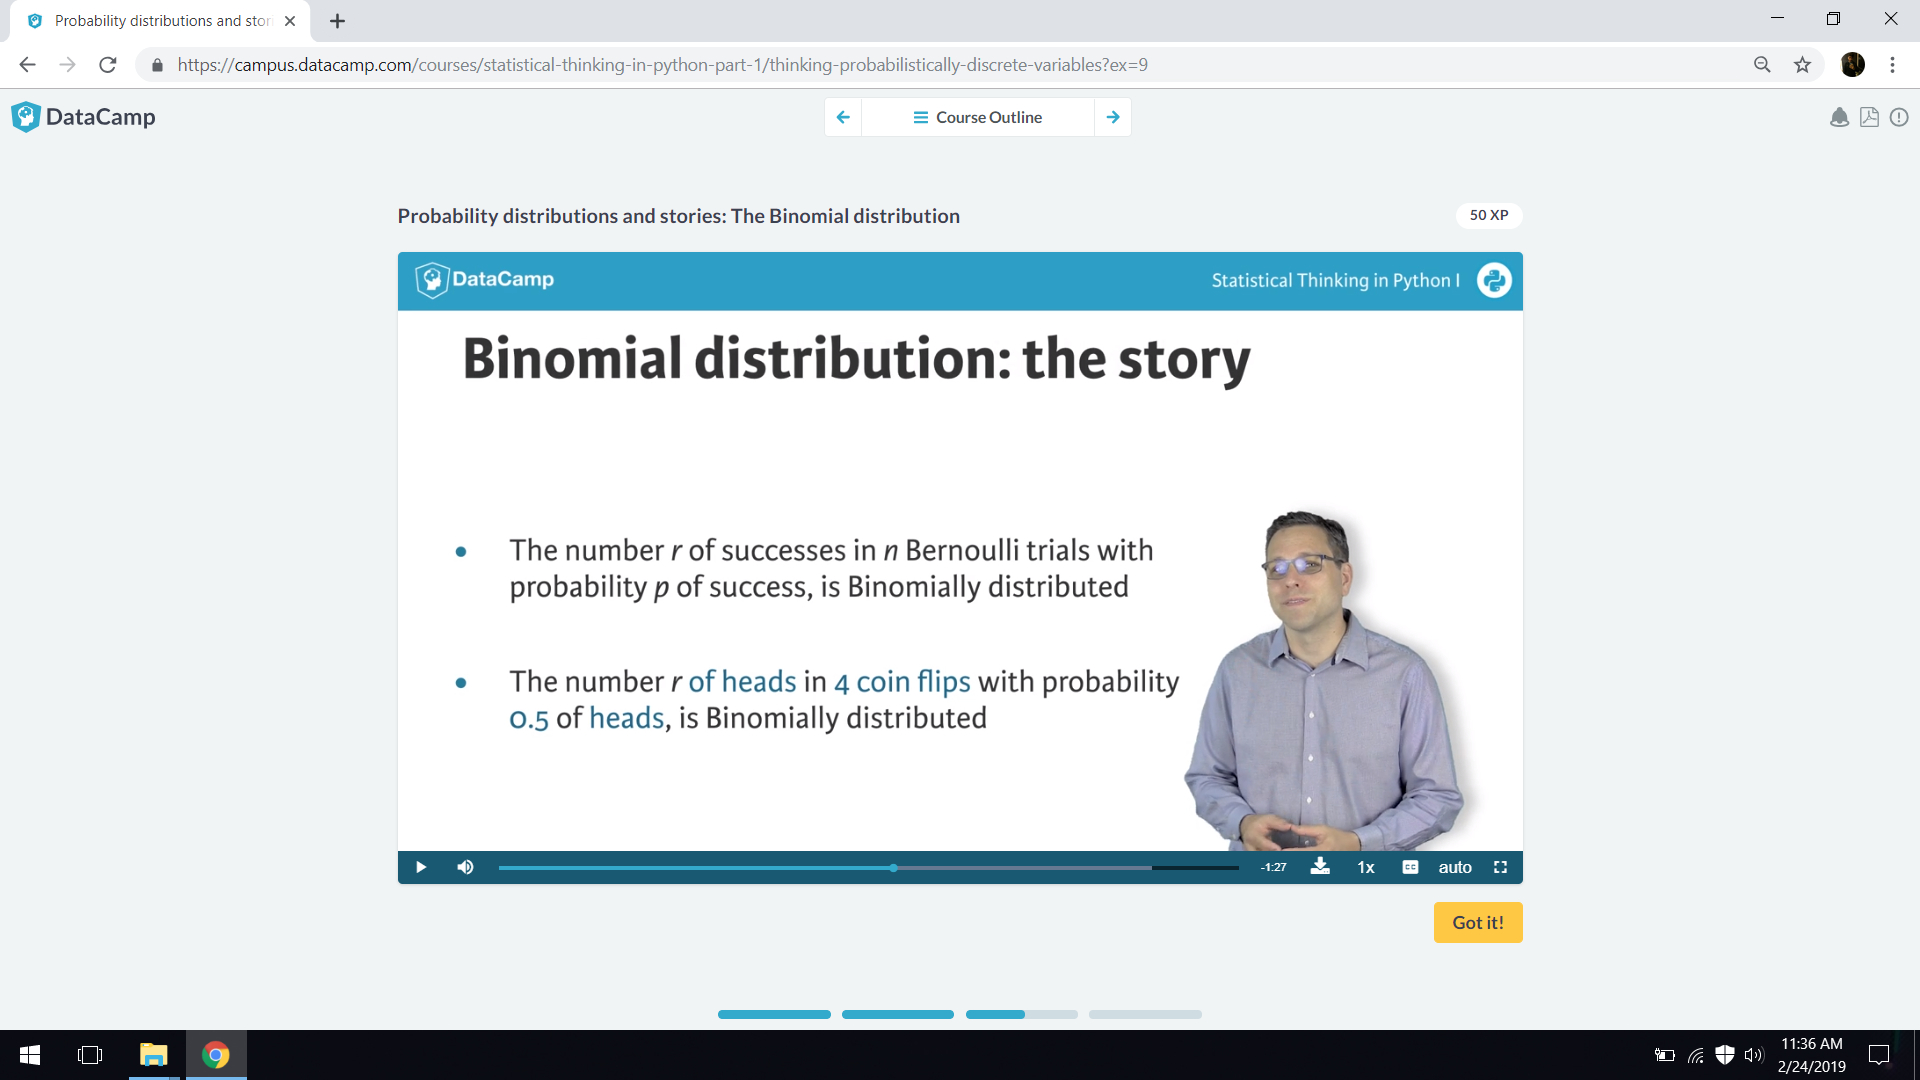 Probability distributions and stori
https://campus.datacamp.com/courses/statistical-thinking-in-python-part-1/thinking-probabilistically-discrete-variables?ex=9
DataCamp
Course Outline
Probability distributions and stories: The Binomial distribution
50 XP
DataCamp
Statistical Thinking in Python I
Binomial distribution: the story
• The number r of successes in n Bernoulli trials with
probability p of success, is Binomially distributed
• The number r of heads in 4 coin flips with probability
0.5 of heads, is Binomially distributed
-1:27
1x
CC
auto
Got it!
11:36 AM
2/24/2019